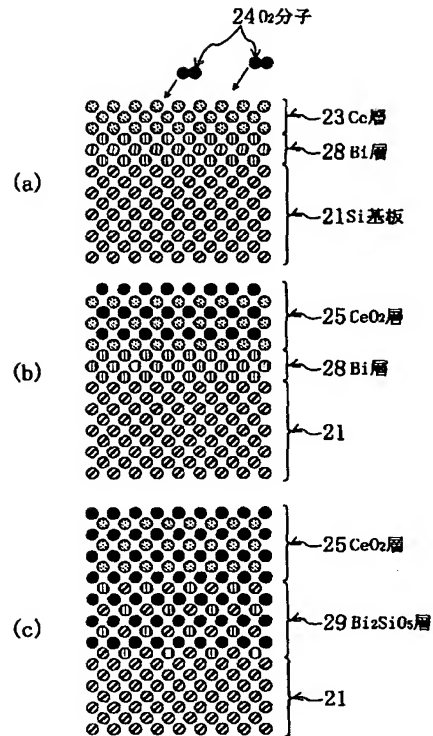 24 O₂分子
23 Ce層
28 Bi層
(a)
21 Si基板
25 CeO₂層
(b)
28 Bi層
21
25 CeO₂層
(c)
29 Bi₂SiO₅層
21